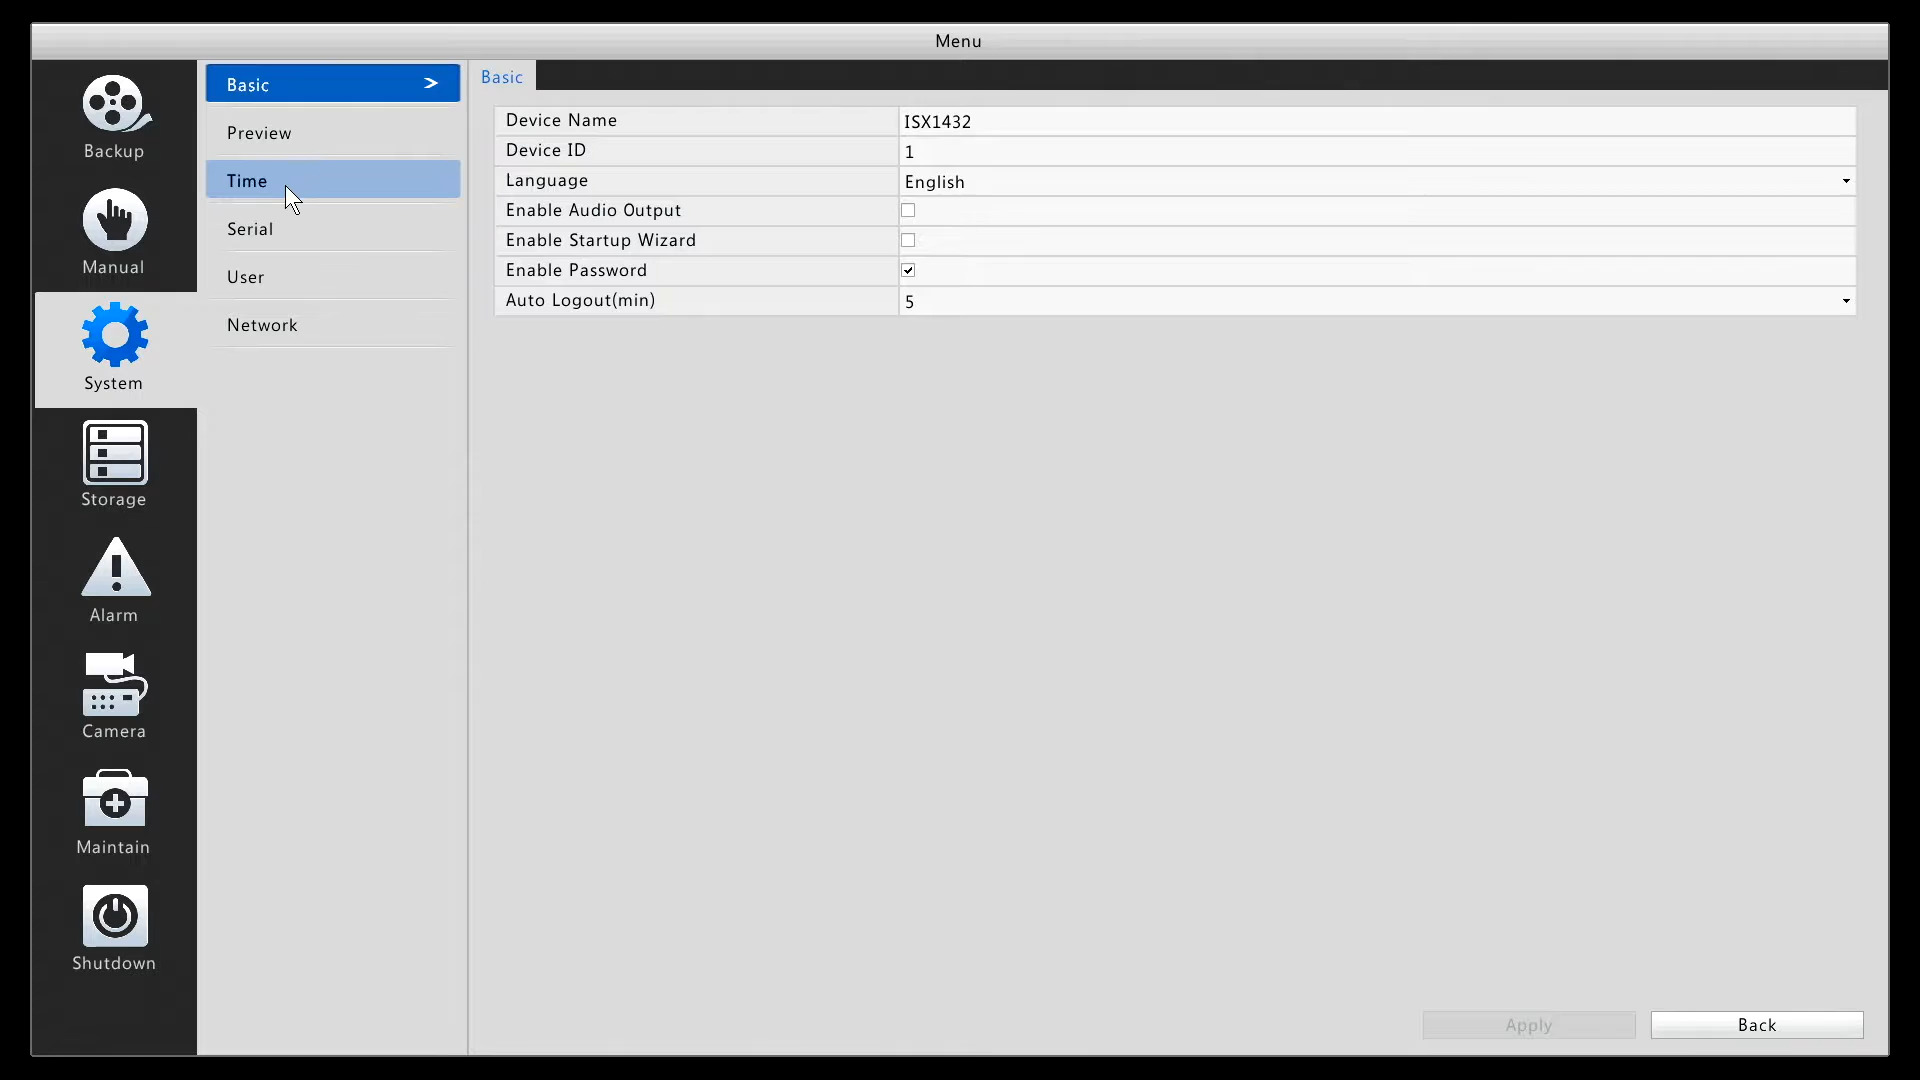 Menu
Backup
Manual
System
Storage
Alarm
Camera
Maintain
Shutdown
Basic >
Preview
Time
Serial
User
Network
Basic
Device Name ISX1432
Device ID 1
Language English
Enable Audio Output
Enable Startup Wizard
Enable Password
Auto Logout(min) 5
Apply Back